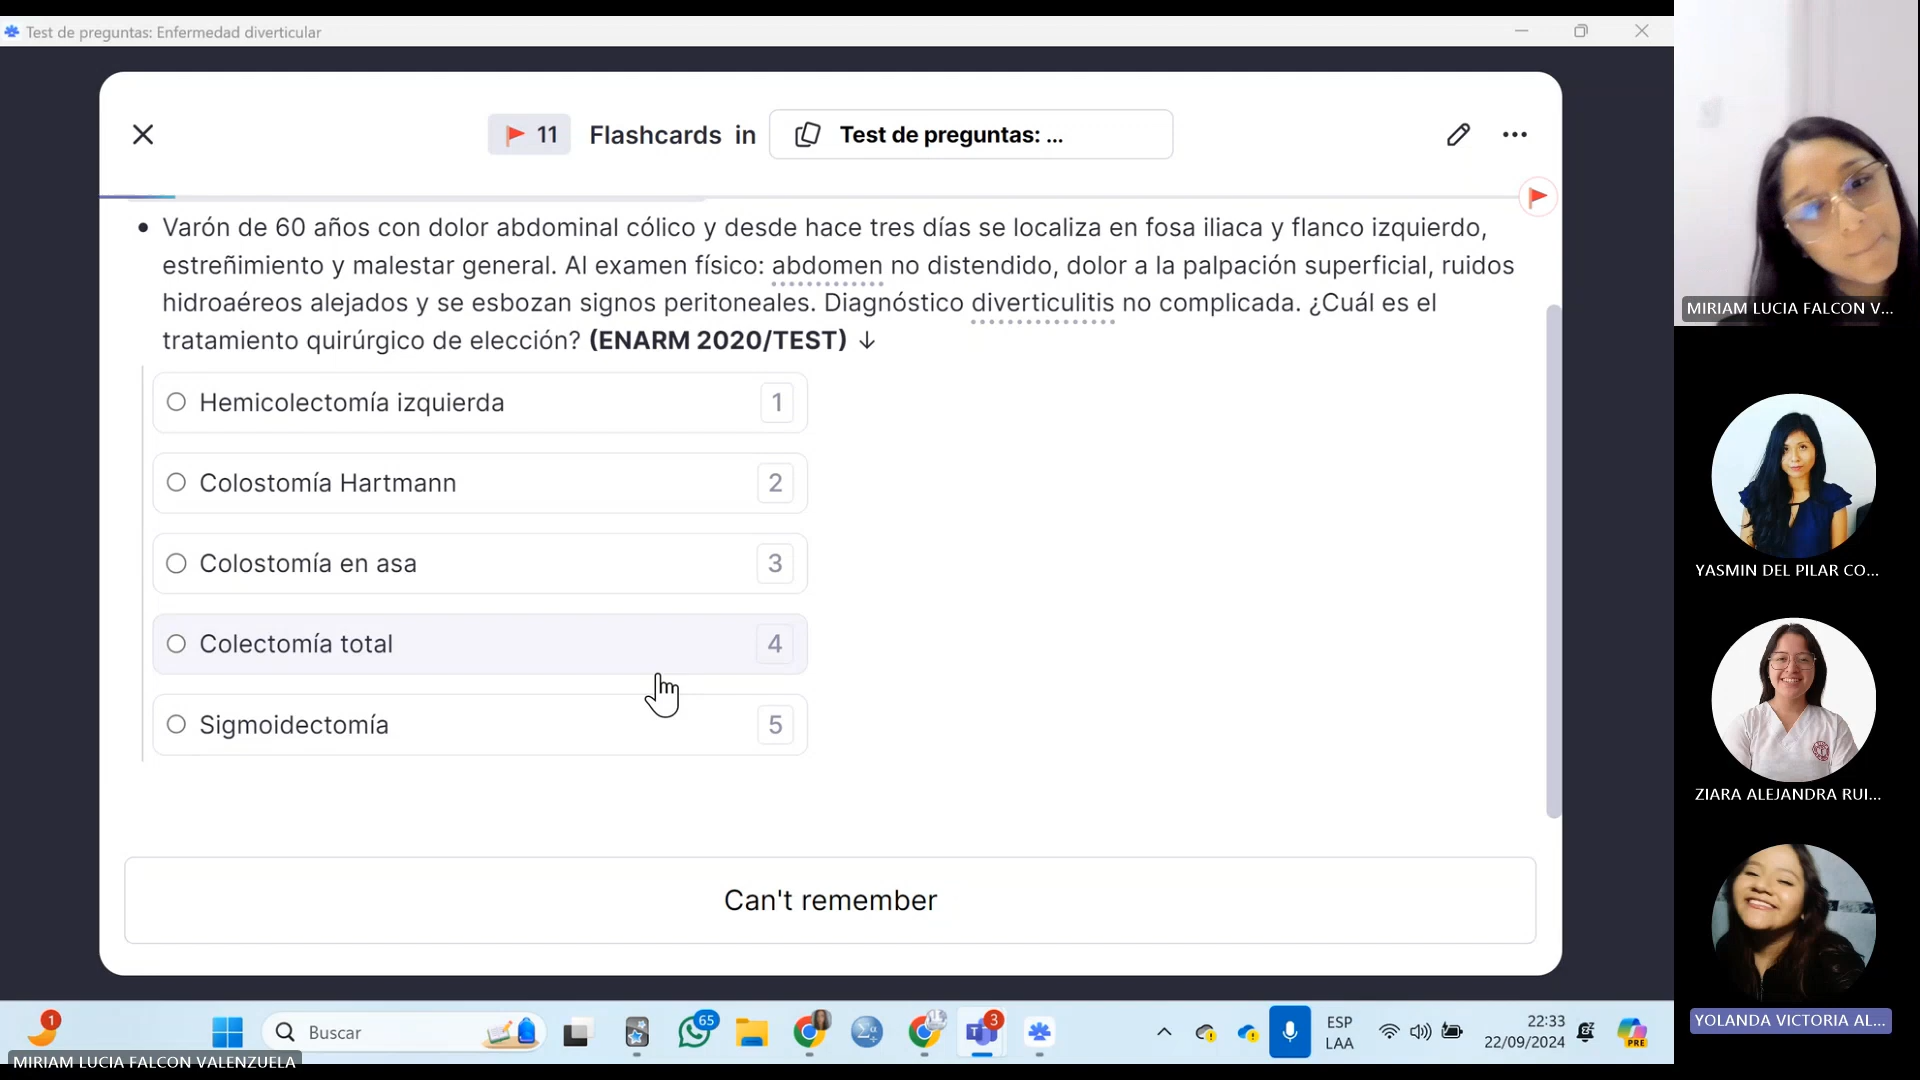 Test de preguntas: Enfermedad diverticular
11 Flashcards in Test de preguntas: ...
Varón de 60 años con dolor abdominal cólico y desde hace tres días se localiza en fosa iliaca y flanco izquierdo,
estreñimiento y malestar general. Al examen físico: abdomen no distendido, dolor a la palpación superficial, ruidos
hidroaéreos alejados y se esbozan signos peritoneales. Diagnóstico diverticulitis no complicada. ¿Cuál es el
tratamiento quirúrgico de elección? (ENARM 2020/TEST) ↓
Hemicolectomía izquierda 1
Colostomía Hartmann 2
Colostomía en asa 3
Colectomía total 4
Sigmoidectomía 5
Can't remember
MIRIAM LUCIA FALCON V...
YASMIN DEL PILAR CO...
ZIARA ALEJANDRA RUI...
YOLANDA VICTORIA AL...
1
Buscar
65
3
ESP
LAA
22:33
22/09/2024
PRE
MIRIAM LUCIA FALCON VALENZUELA